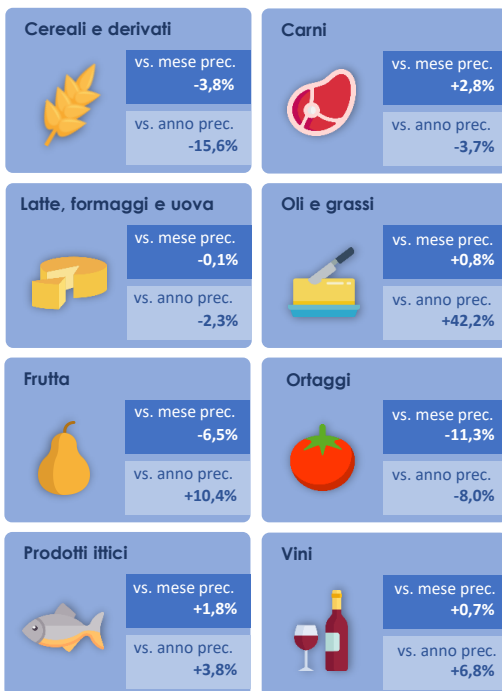 Cereali e derivati
vs. mese prec.
-3,8%
vs. anno prec.
-15,6%
Carni
vs. mese prec.
+2,8%
vs. anno prec.
-3,7%
Latte, formaggi e uova
vs. mese prec.
-0,1%
vs. anno prec.
-2,3%
Oli e grassi
vs. mese prec.
+0,8%
vs. anno prec.
+42,2%
Frutta
vs. mese prec.
-6,5%
vs. anno prec.
+10,4%
Ortaggi
vs. mese prec.
-11,3%
vs. anno prec.
-8,0%
Prodotti ittici
vs. mese prec.
+1,8%
vs. anno prec.
+3,8%
Vini
vs. mese prec.
+0,7%
vs. anno prec.
+6,8%